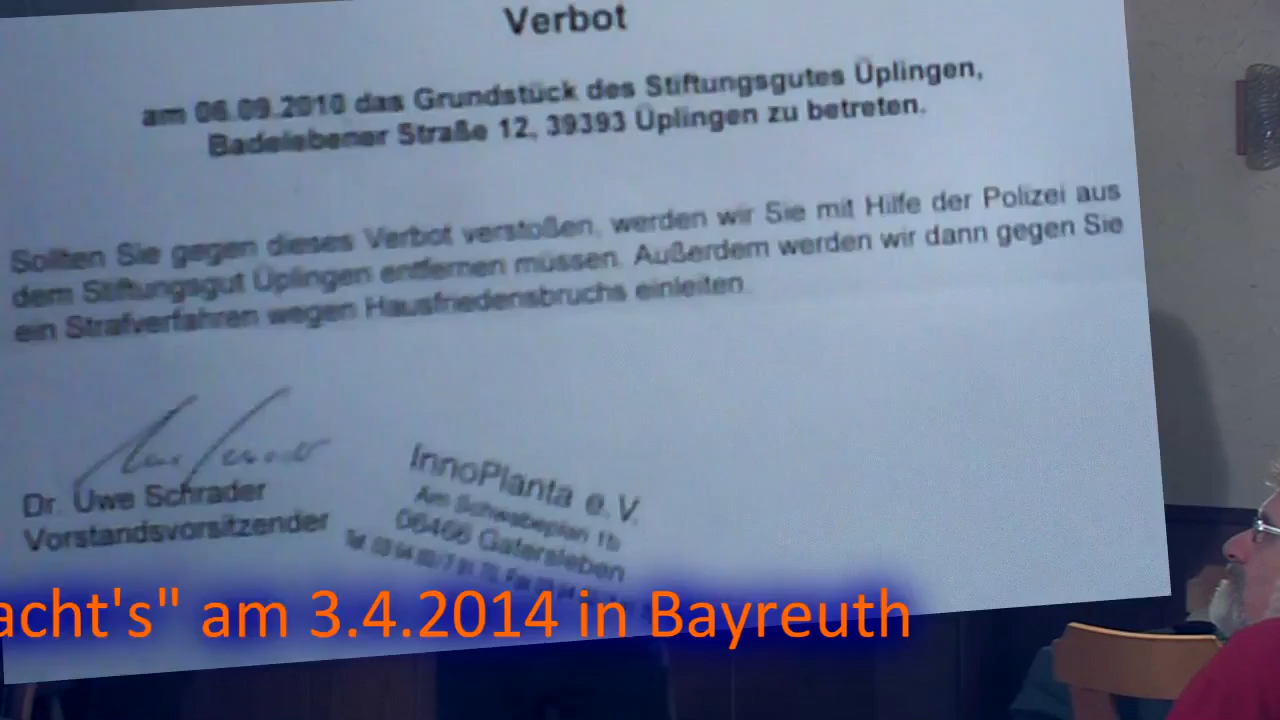 Verbot
am 06.09.2010 das Grundstück des Stiftungsgutes Üplingen,
Badelebener Straße 12, 39393 Üplingen zu betreten.
Sollten Sie gegen dieses Verbot verstoßen, werden wir Sie mit Hilfe der Polizei aus
dem Stiftungsgut Üplingen entfernen müssen. Außerdem werden wir dann gegen Sie
ein Strafverfahren wegen Hausfriedensbruchs einleiten.
Dr. Uwe Schrader
Vorstandsvorsitzender
InnoPlanta e.V.
Am Schwabeplan 1b
06466 Gatersleben
acht's" am 3.4.2014 in Bayreuth